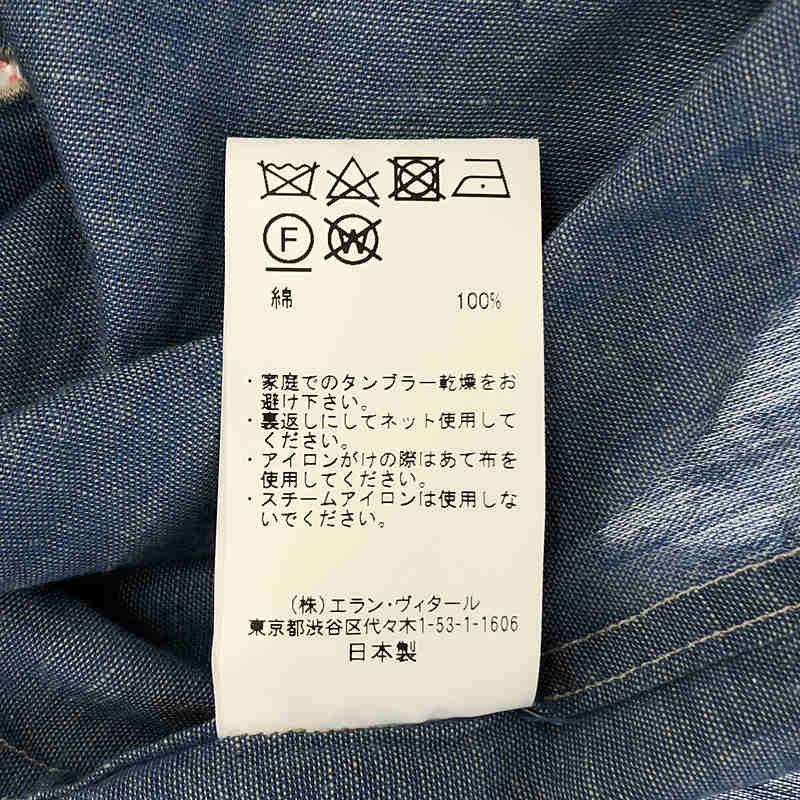 F W
綿 100%
・家庭でのタンブラー乾燥をお
避け下さい。
・裏返しにしてネット使用して
ください。
・アイロンがけの際はあて布を
使用してください。
・スチームアイロンは使用しな
いでください。
(株)エラン・ヴィタール
東京都渋谷区代々木1-53-1-1606
日本製